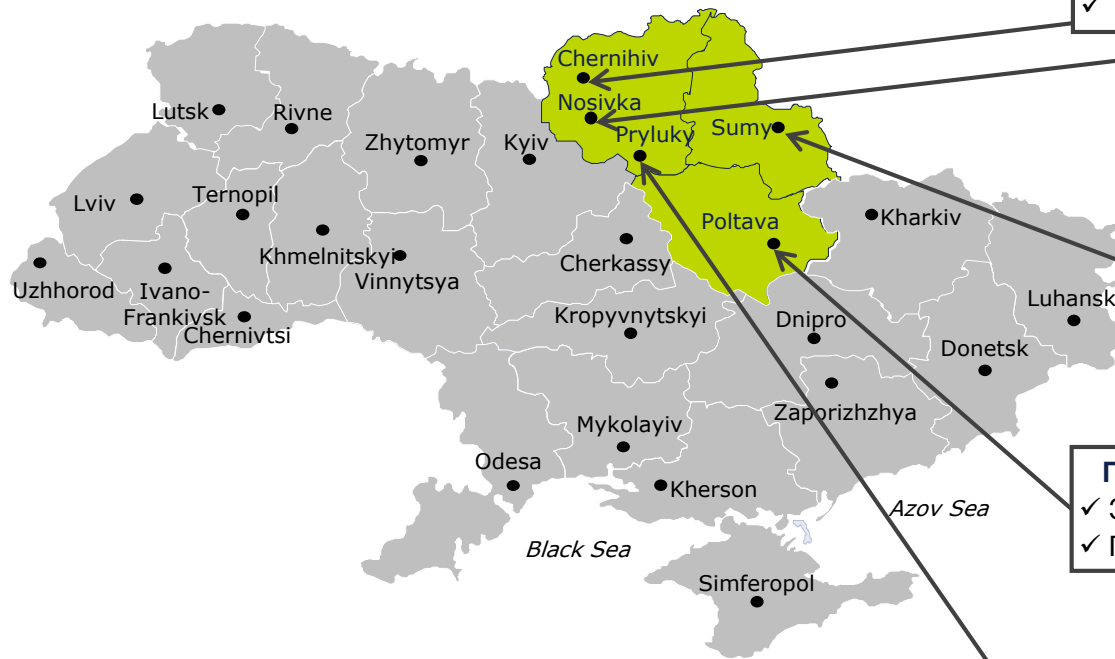 ✓
Chernihiv
Nosivka
Pryluky
Sumy
Lutsk
Rivne
Zhytomyr
Kyiv
Lviv
Ternopil
Khmelnitskyi
Vinnytsya
Cherkassy
Poltava
Kharkiv
Uzhhorod
Ivano-
Frankivsk
Chernivtsi
Kropyvnytskyi
Dnipro
Luhansk
Donetsk
Zaporizhzhya
Mykolayiv
Odesa
Kherson
Azov Sea
Black Sea
Simferopol
✓
✓